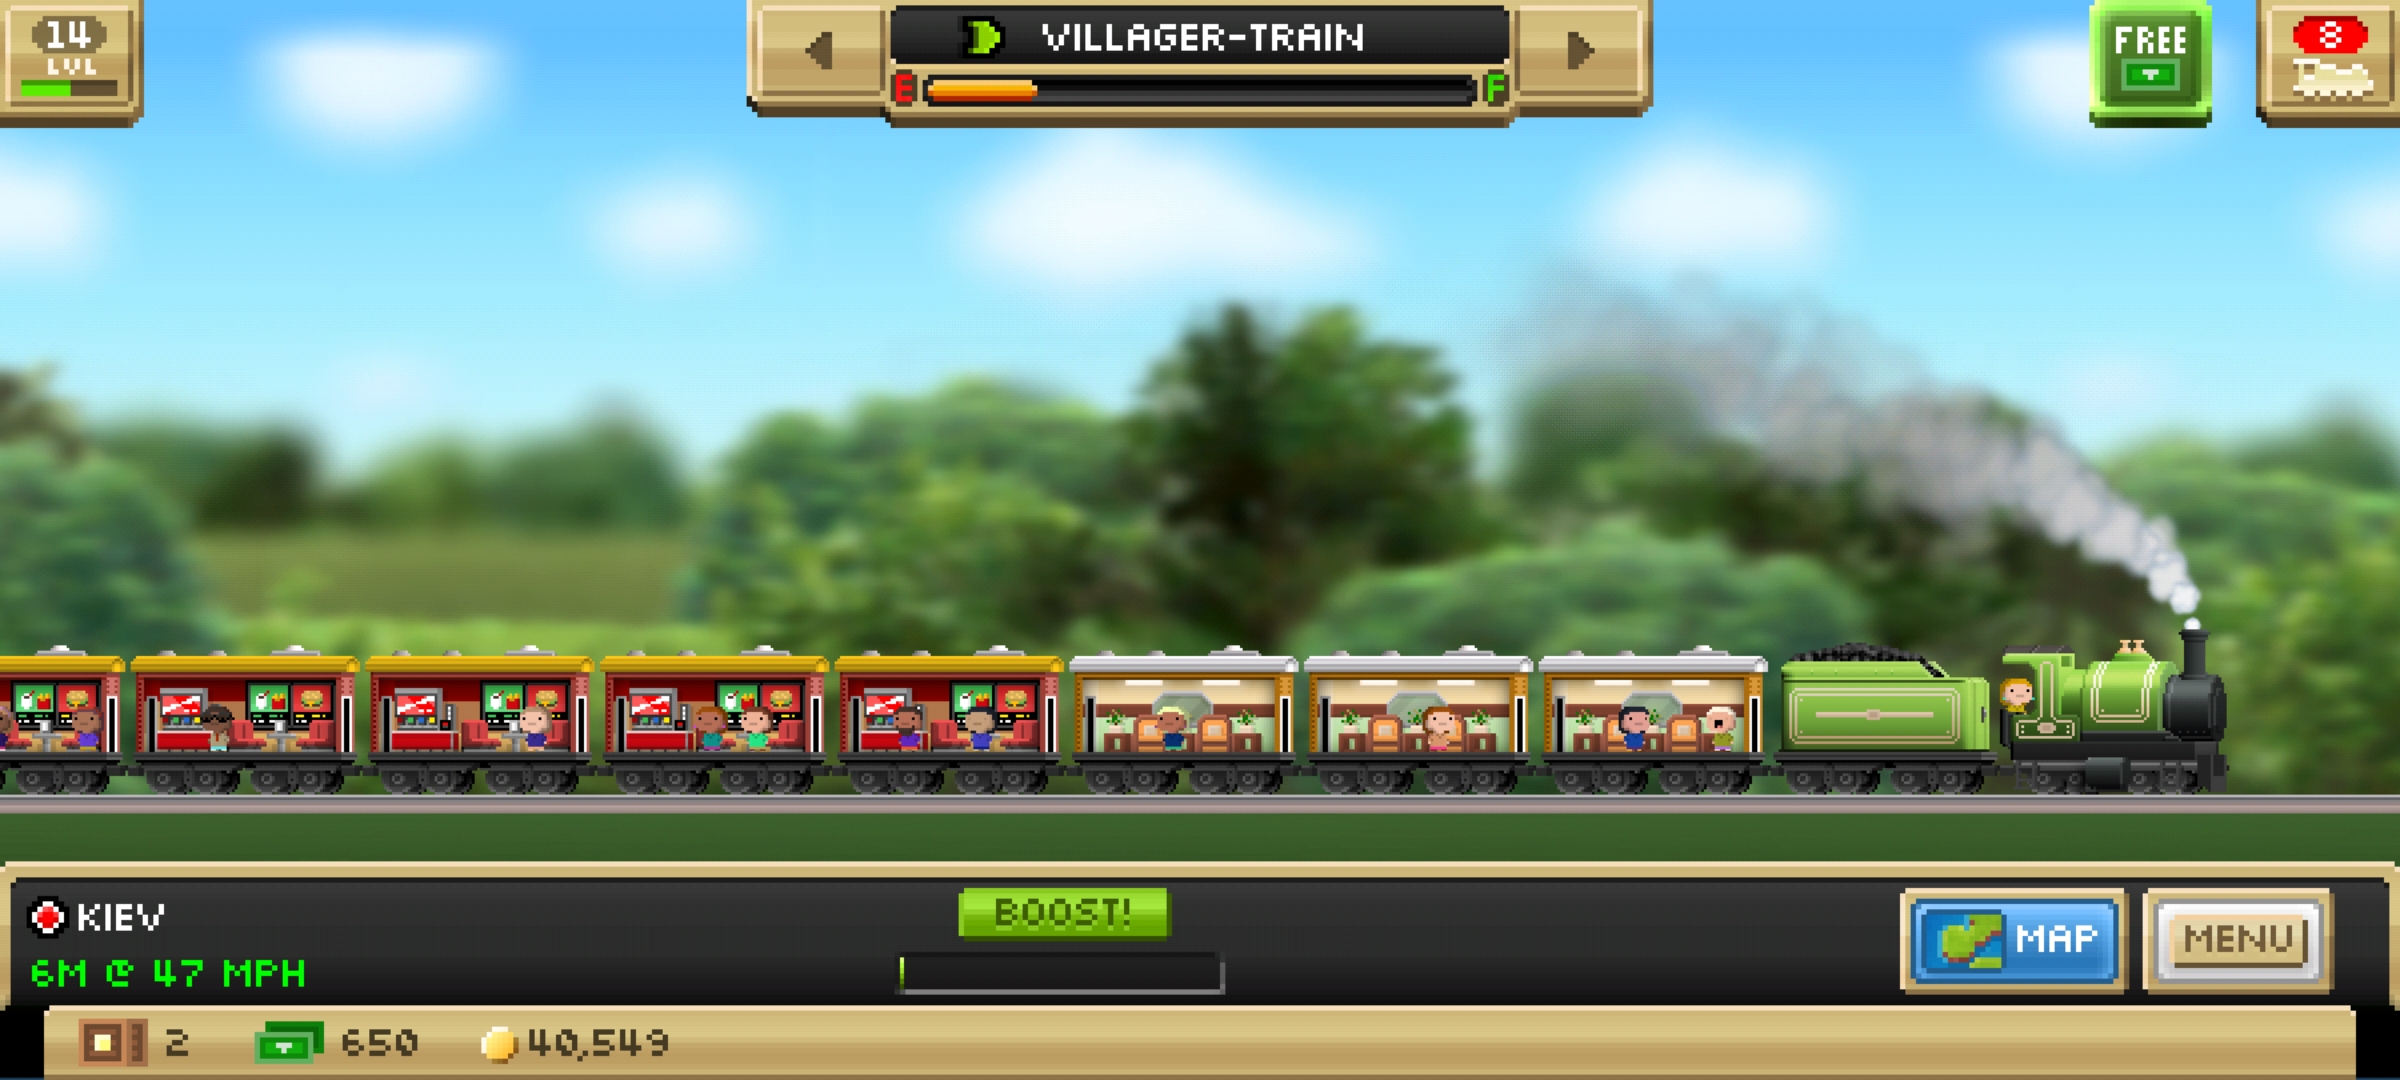 14
LVL
VILLAGER-TRAIN
E F
FREE
8
KIEV
6M @ 47 MPH
BOOST!
MAP
MENU
2 650 40,549